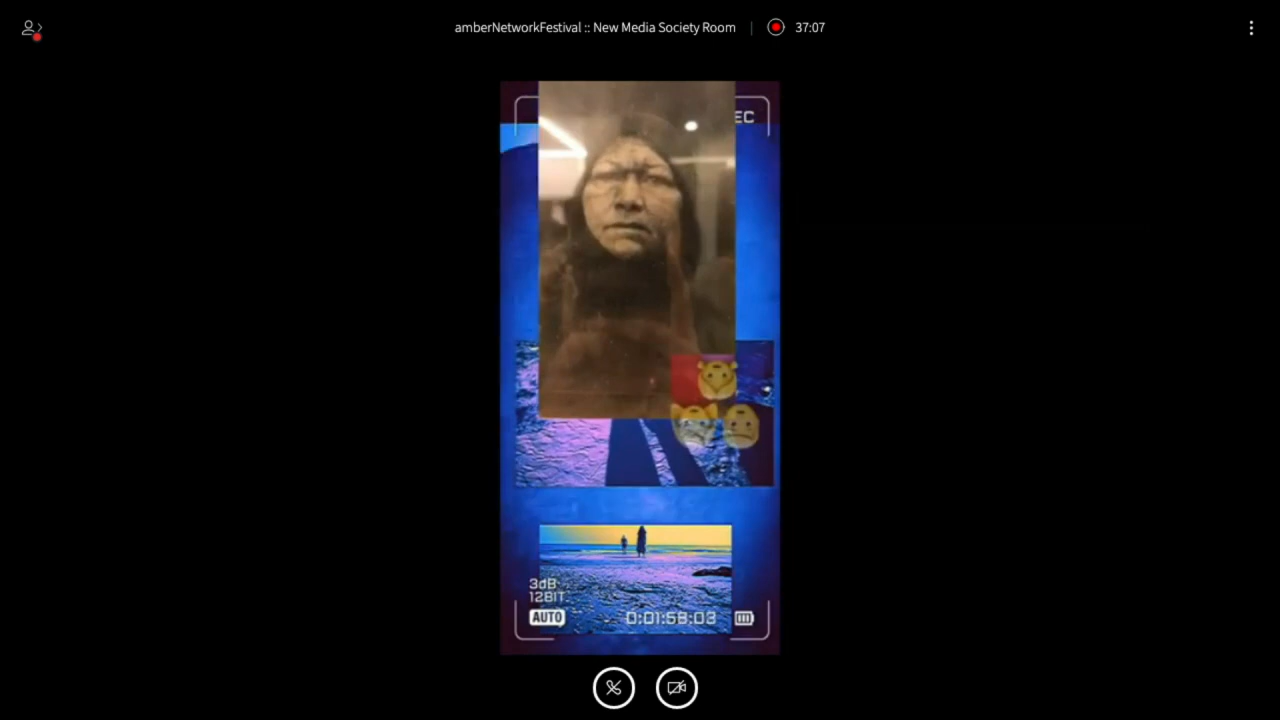 amberNetworkFestival :: New Media Society Room | 37:07
EC
3dB
12BIT
AUTO
0:01:58:03